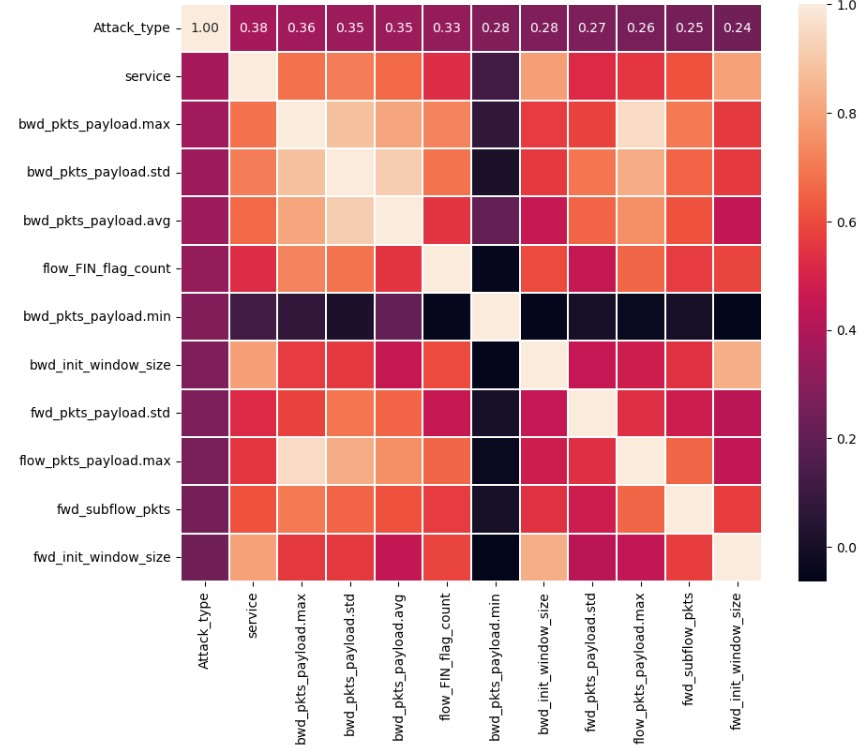 Attack_type 1.00 0.38 0.36 0.35 0.35 0.33 0.28 0.28 0.27 0.26 0.25 0.24
service
bwd_pkts_payload.max
bwd_pkts_payload.std
bwd_pkts_payload.avg
flow_FIN_flag_count
bwd_pkts_payload.min
bwd_init_window_size
fwd_pkts_payload.std
flow_pkts_payload.max
fwd_subflow_pkts
fwd_init_window_size
Attack_type
service
bwd_pkts_payload.max
bwd_pkts_payload.std
bwd_pkts_payload.avg
flow_FIN_flag_count
bwd_pkts_payload.min
bwd_init_window_size
fwd_pkts_payload.std
flow_pkts_payload.max
fwd_subflow_pkts
fwd_init_window_size
1.0
0.8
0.6
0.4
0.2
0.0